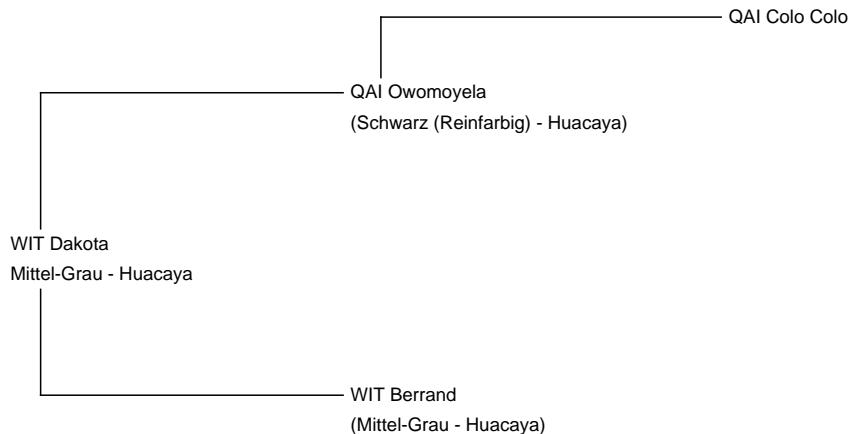 QAI Colo Colo
QAI Owomoyela
(Schwarz (Reinfarbig) - Huacaya)
WIT Dakota
Mittel-Grau - Huacaya
WIT Berrand
(Mittel-Grau - Huacaya)